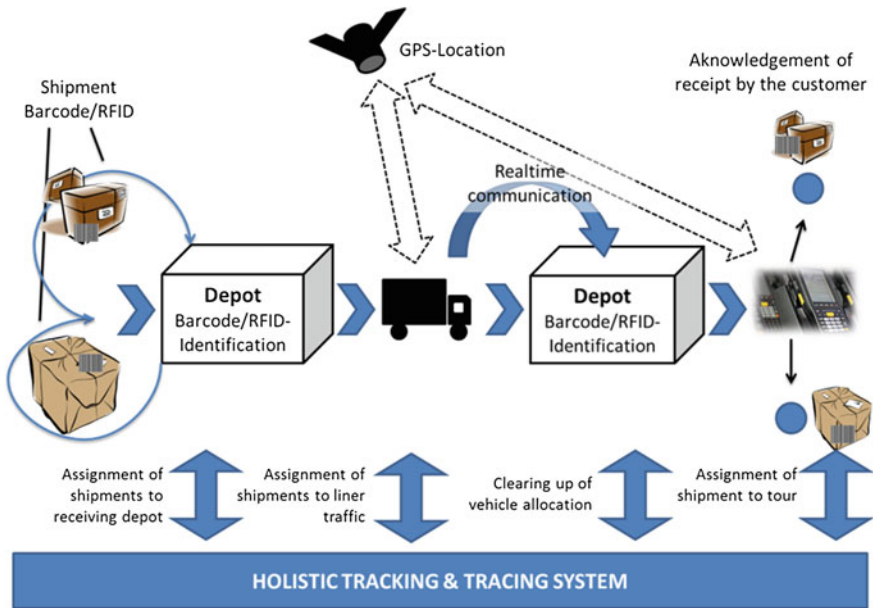 GPS-Location
Shipment
Barcode/RFID
Aknowledgement of
receipt by the customer
Realtime
communication
Depot
Barcode/RFID-
Identification
Depot
Barcode/RFID-
Identification
Assignment of
shipments to
receiving depot
Assignment of
shipments to liner
traffic
Clearing up of
vehicle allocation
Assignment of
shipment to tour
HOLISTIC TRACKING & TRACING SYSTEM